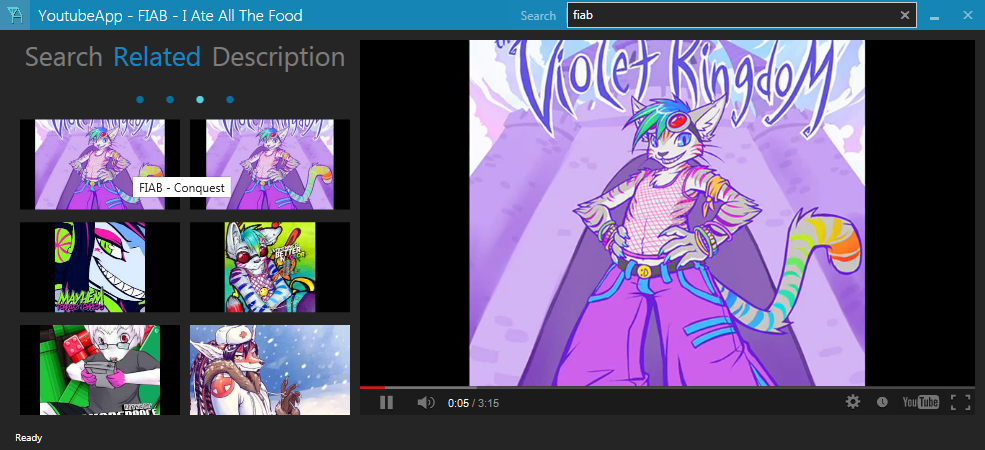 YoutubeApp - FIAB - I Ate All The Food
Search
fiab
Search Related Description
Violet Kingdom
FIAB - Conquest
BETTER
MAYHEM
0:05 / 3:15
YouTube
Ready